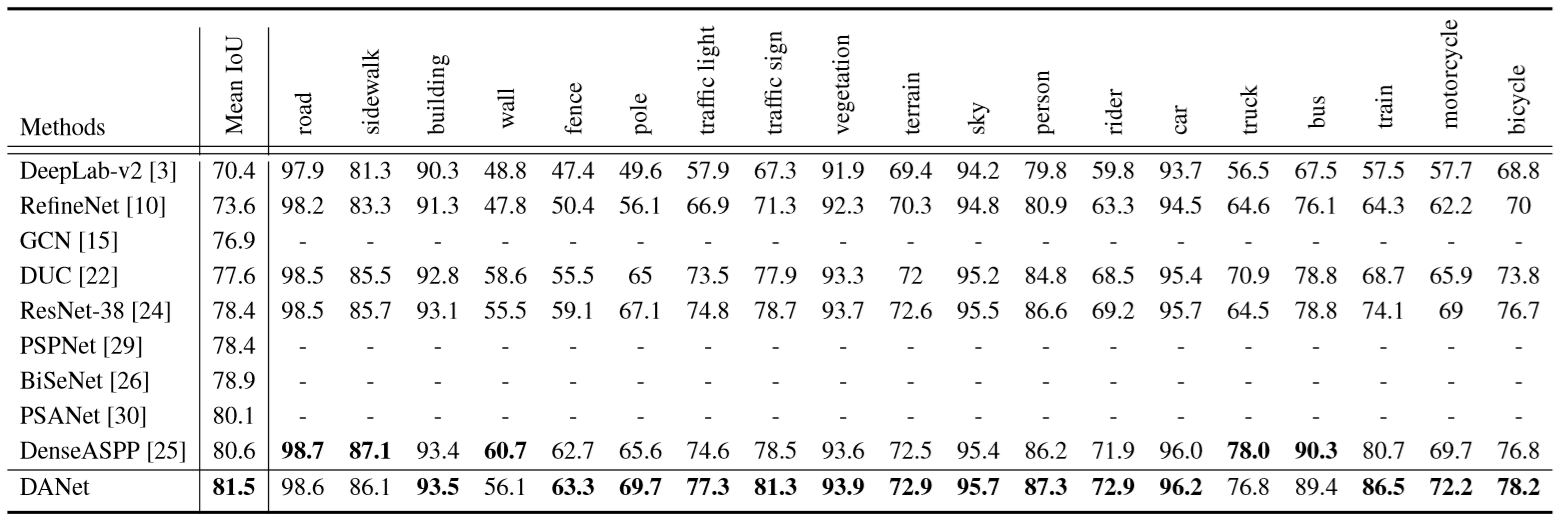 Methods Mean IoU road sidewalk building wall fence pole traffic light traffic sign vegetation terrain sky person rider car truck bus train motorcycle bicycle
DeepLab-v2 [3] 70.4 97.9 81.3 90.3 48.8 47.4 49.6 57.9 67.3 91.9 69.4 94.2 79.8 59.8 93.7 56.5 67.5 57.5 57.7 68.8
RefineNet [10] 73.6 98.2 83.3 91.3 47.8 50.4 56.1 66.9 71.3 92.3 70.3 94.8 80.9 63.3 94.5 64.6 76.1 64.3 62.2 70
GCN [15] 76.9 - - - - - - - - - - - - - - - - - - -
DUC [22] 77.6 98.5 85.5 92.8 58.6 55.5 65 73.5 77.9 93.3 72 95.2 84.8 68.5 95.4 70.9 78.8 68.7 65.9 73.8
ResNet-38 [24] 78.4 98.5 85.7 93.1 55.5 59.1 67.1 74.8 78.7 93.7 72.6 95.5 86.6 69.2 95.7 64.5 78.8 74.1 69 76.7
PSPNet [29] 78.4 - - - - - - - - - - - - - - - - - - -
BiSeNet [26] 78.9 - - - - - - - - - - - - - - - - - - -
PSANet [30] 80.1 - - - - - - - - - - - - - - - - - - -
DenseASPP [25] 80.6 98.7 87.1 93.4 60.7 62.7 65.6 74.6 78.5 93.6 72.5 95.4 86.2 71.9 96.0 78.0 90.3 80.7 69.7 76.8
DANet 81.5 98.6 86.1 93.5 56.1 63.3 69.7 77.3 81.3 93.9 72.9 95.7 87.3 72.9 96.2 76.8 89.4 86.5 72.2 78.2